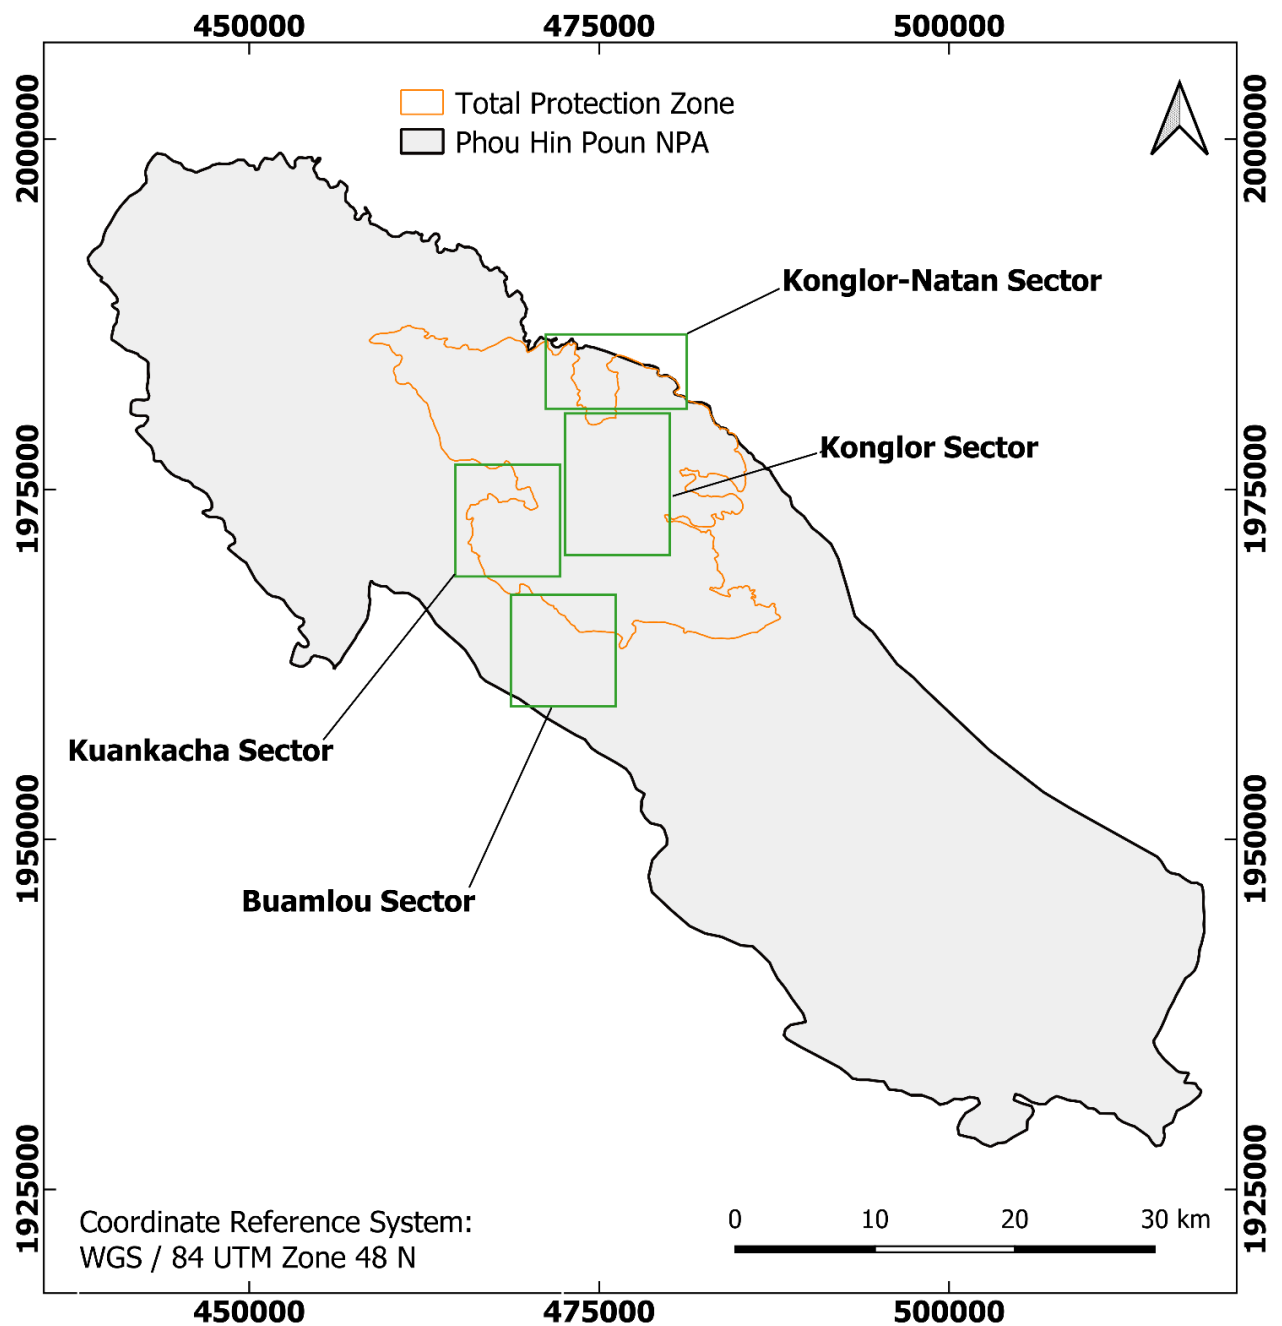 450000
475000
500000
Total Protection Zone
Phou Hin Poun NPA
2000000
2000000
Konglor-Natan Sector
Konglor Sector
1975000
1975000
Kuankacha Sector
1950000
1950000
Buamlou Sector
1925000
1925000
Coordinate Reference System:
WGS / 84 UTM Zone 48 N
0 10 20 30 km
450000
475000
500000